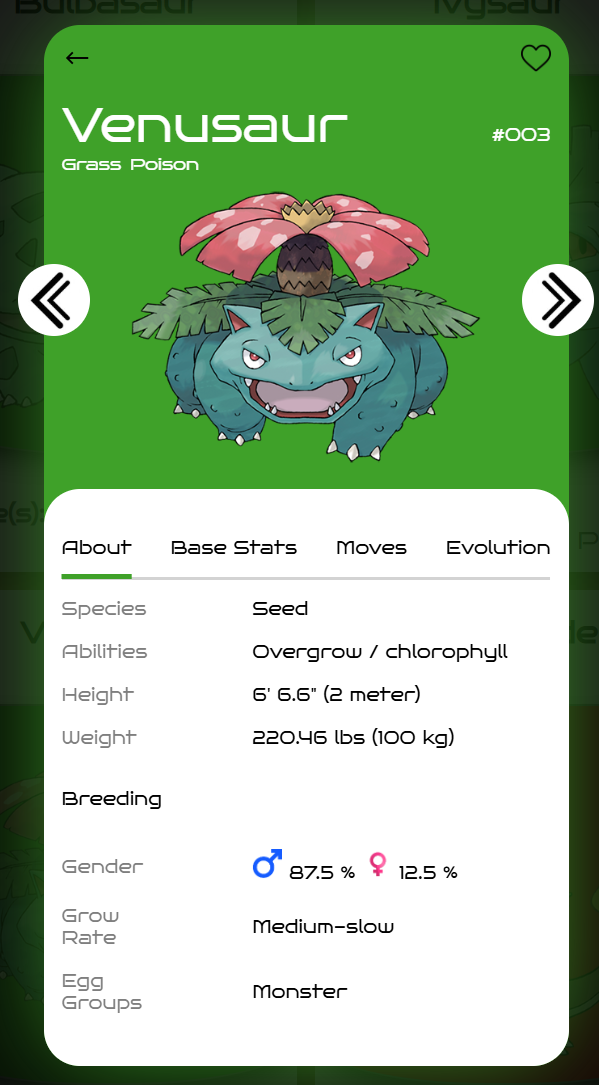 Bulbasaur
Ivysaur
Venusaur
#003
Grass Poison
About Base Stats Moves Evolution
Species Seed
Abilities Overgrow / chlorophyll
Height 6' 6.6" (2 meter)
Weight 220.46 lbs (100 kg)
Breeding
Gender ♂ 87.5 % ♀ 12.5 %
Grow
Rate
Medium-slow
Egg
Groups
Monster